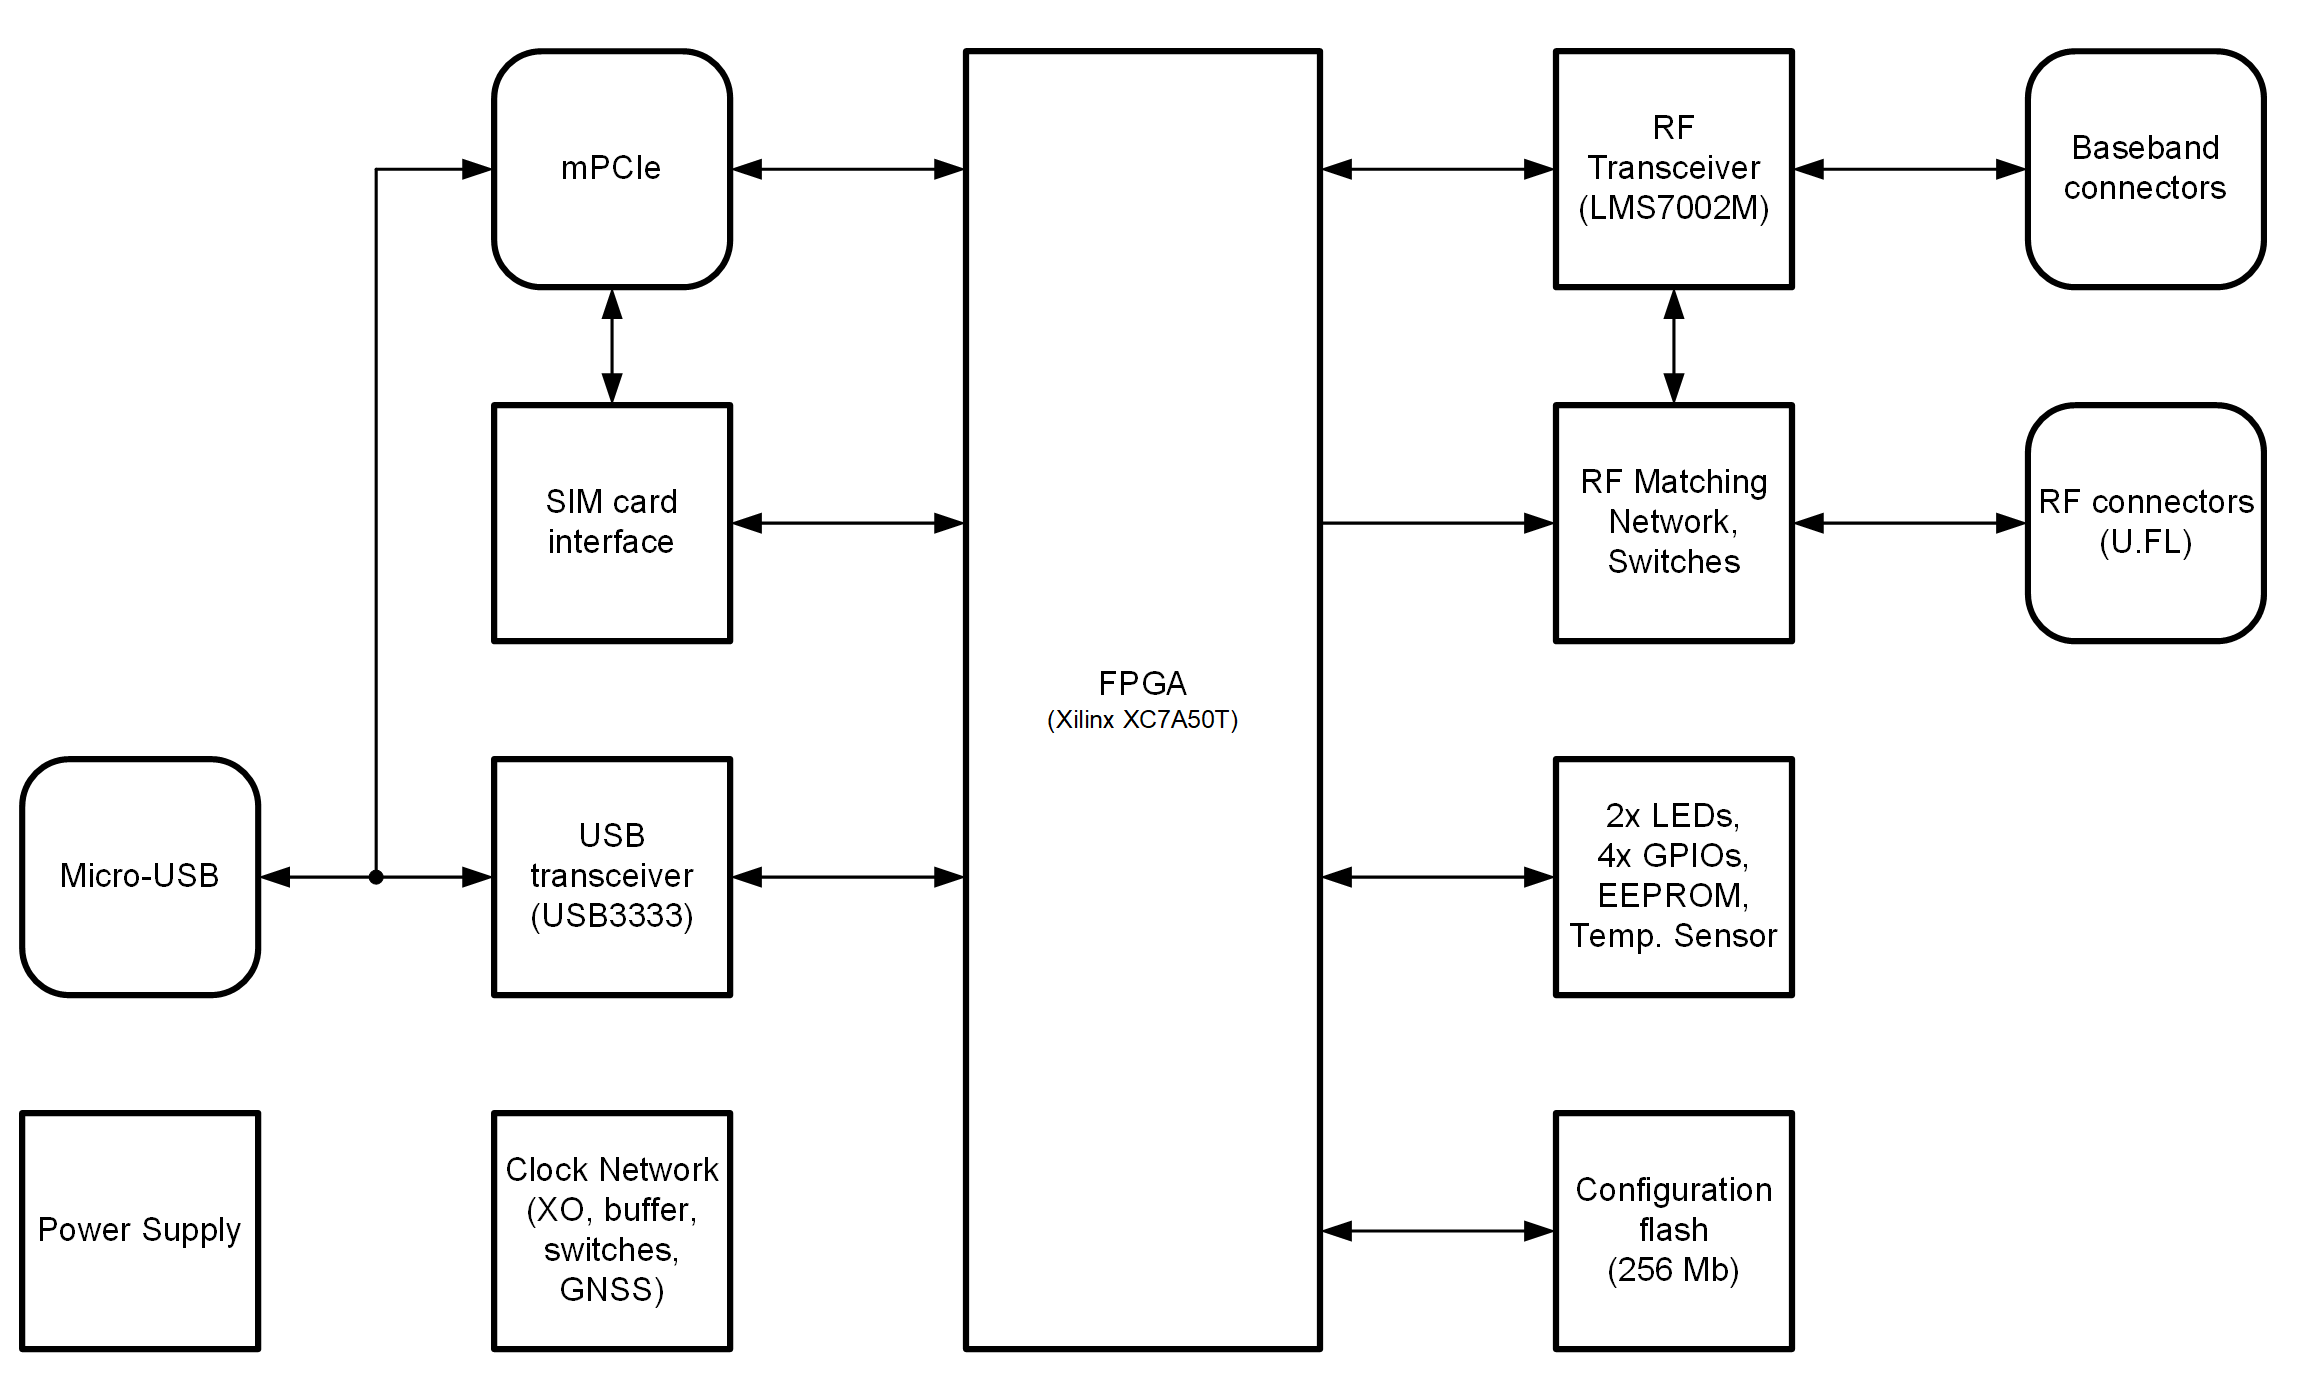 mPCIe
RF
Transceiver
(LMS7002M)
Baseband
connectors
SIM card
interface
RF Matching
Network,
Switches
RF connectors
(U.FL)
FPGA
(Xilinx XC7A50T)
Micro-USB
USB
transceiver
(USB3333)
2x LEDs,
4x GPIOs,
EEPROM,
Temp. Sensor
Power Supply
Clock Network
(XO, buffer,
switches,
GNSS)
Configuration
flash
(256 Mb)